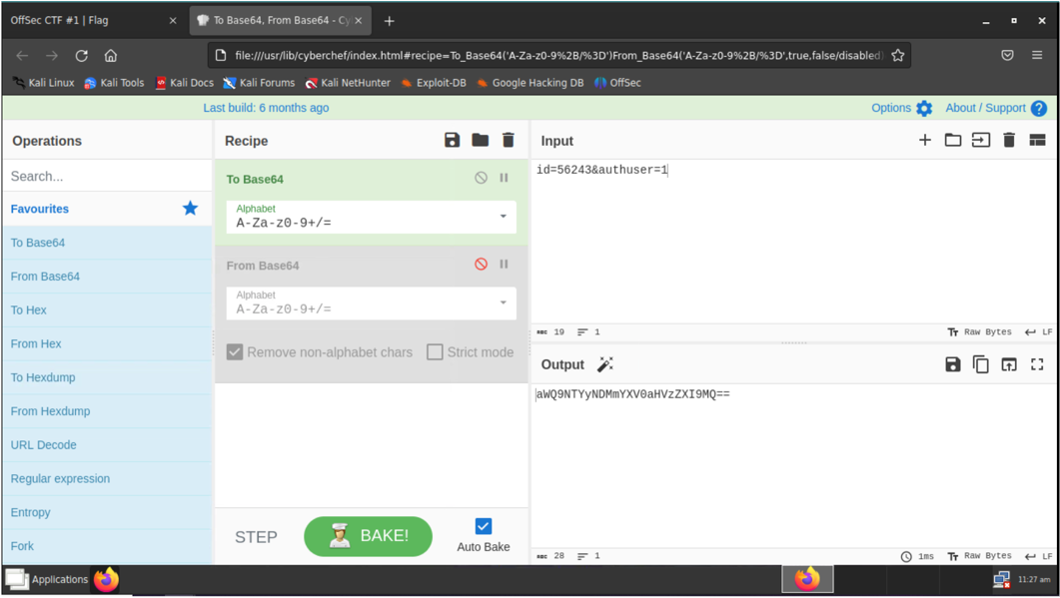 OffSec CTF #1 | Flag
To Base64, From Base64 - Cy
file:///usr/lib/cyberchef/index.html#recipe=To_Base64('A-Za-z0-9%2B/%3D')From_Base64('A-Za-z0-9%2B/%3D',true,false/disabled)
Kali Linux Kali Tools Kali Docs Kali Forums Kali NetHunter Exploit-DB Google Hacking DB OffSec
Last build: 6 months ago
Options About / Support
Operations
Search...
Favourites
To Base64
From Base64
To Hex
From Hex
To Hexdump
From Hexdump
URL Decode
Regular expression
Entropy
Fork
Recipe
To Base64
Alphabet
A-Za-z0-9+/=
From Base64
Alphabet
A-Za-z0-9+/=
Remove non-alphabet chars Strict mode
STEP
BAKE!
Auto Bake
Input
id=56243&authuser=1
ABC 19 1
Tт Raw Bytes LF
Output
aWQ9NTYyNDMmYXV0aHVzZXI9MQ==
ABC 28 1
1ms Tт Raw Bytes LF
Applications
11:27 am